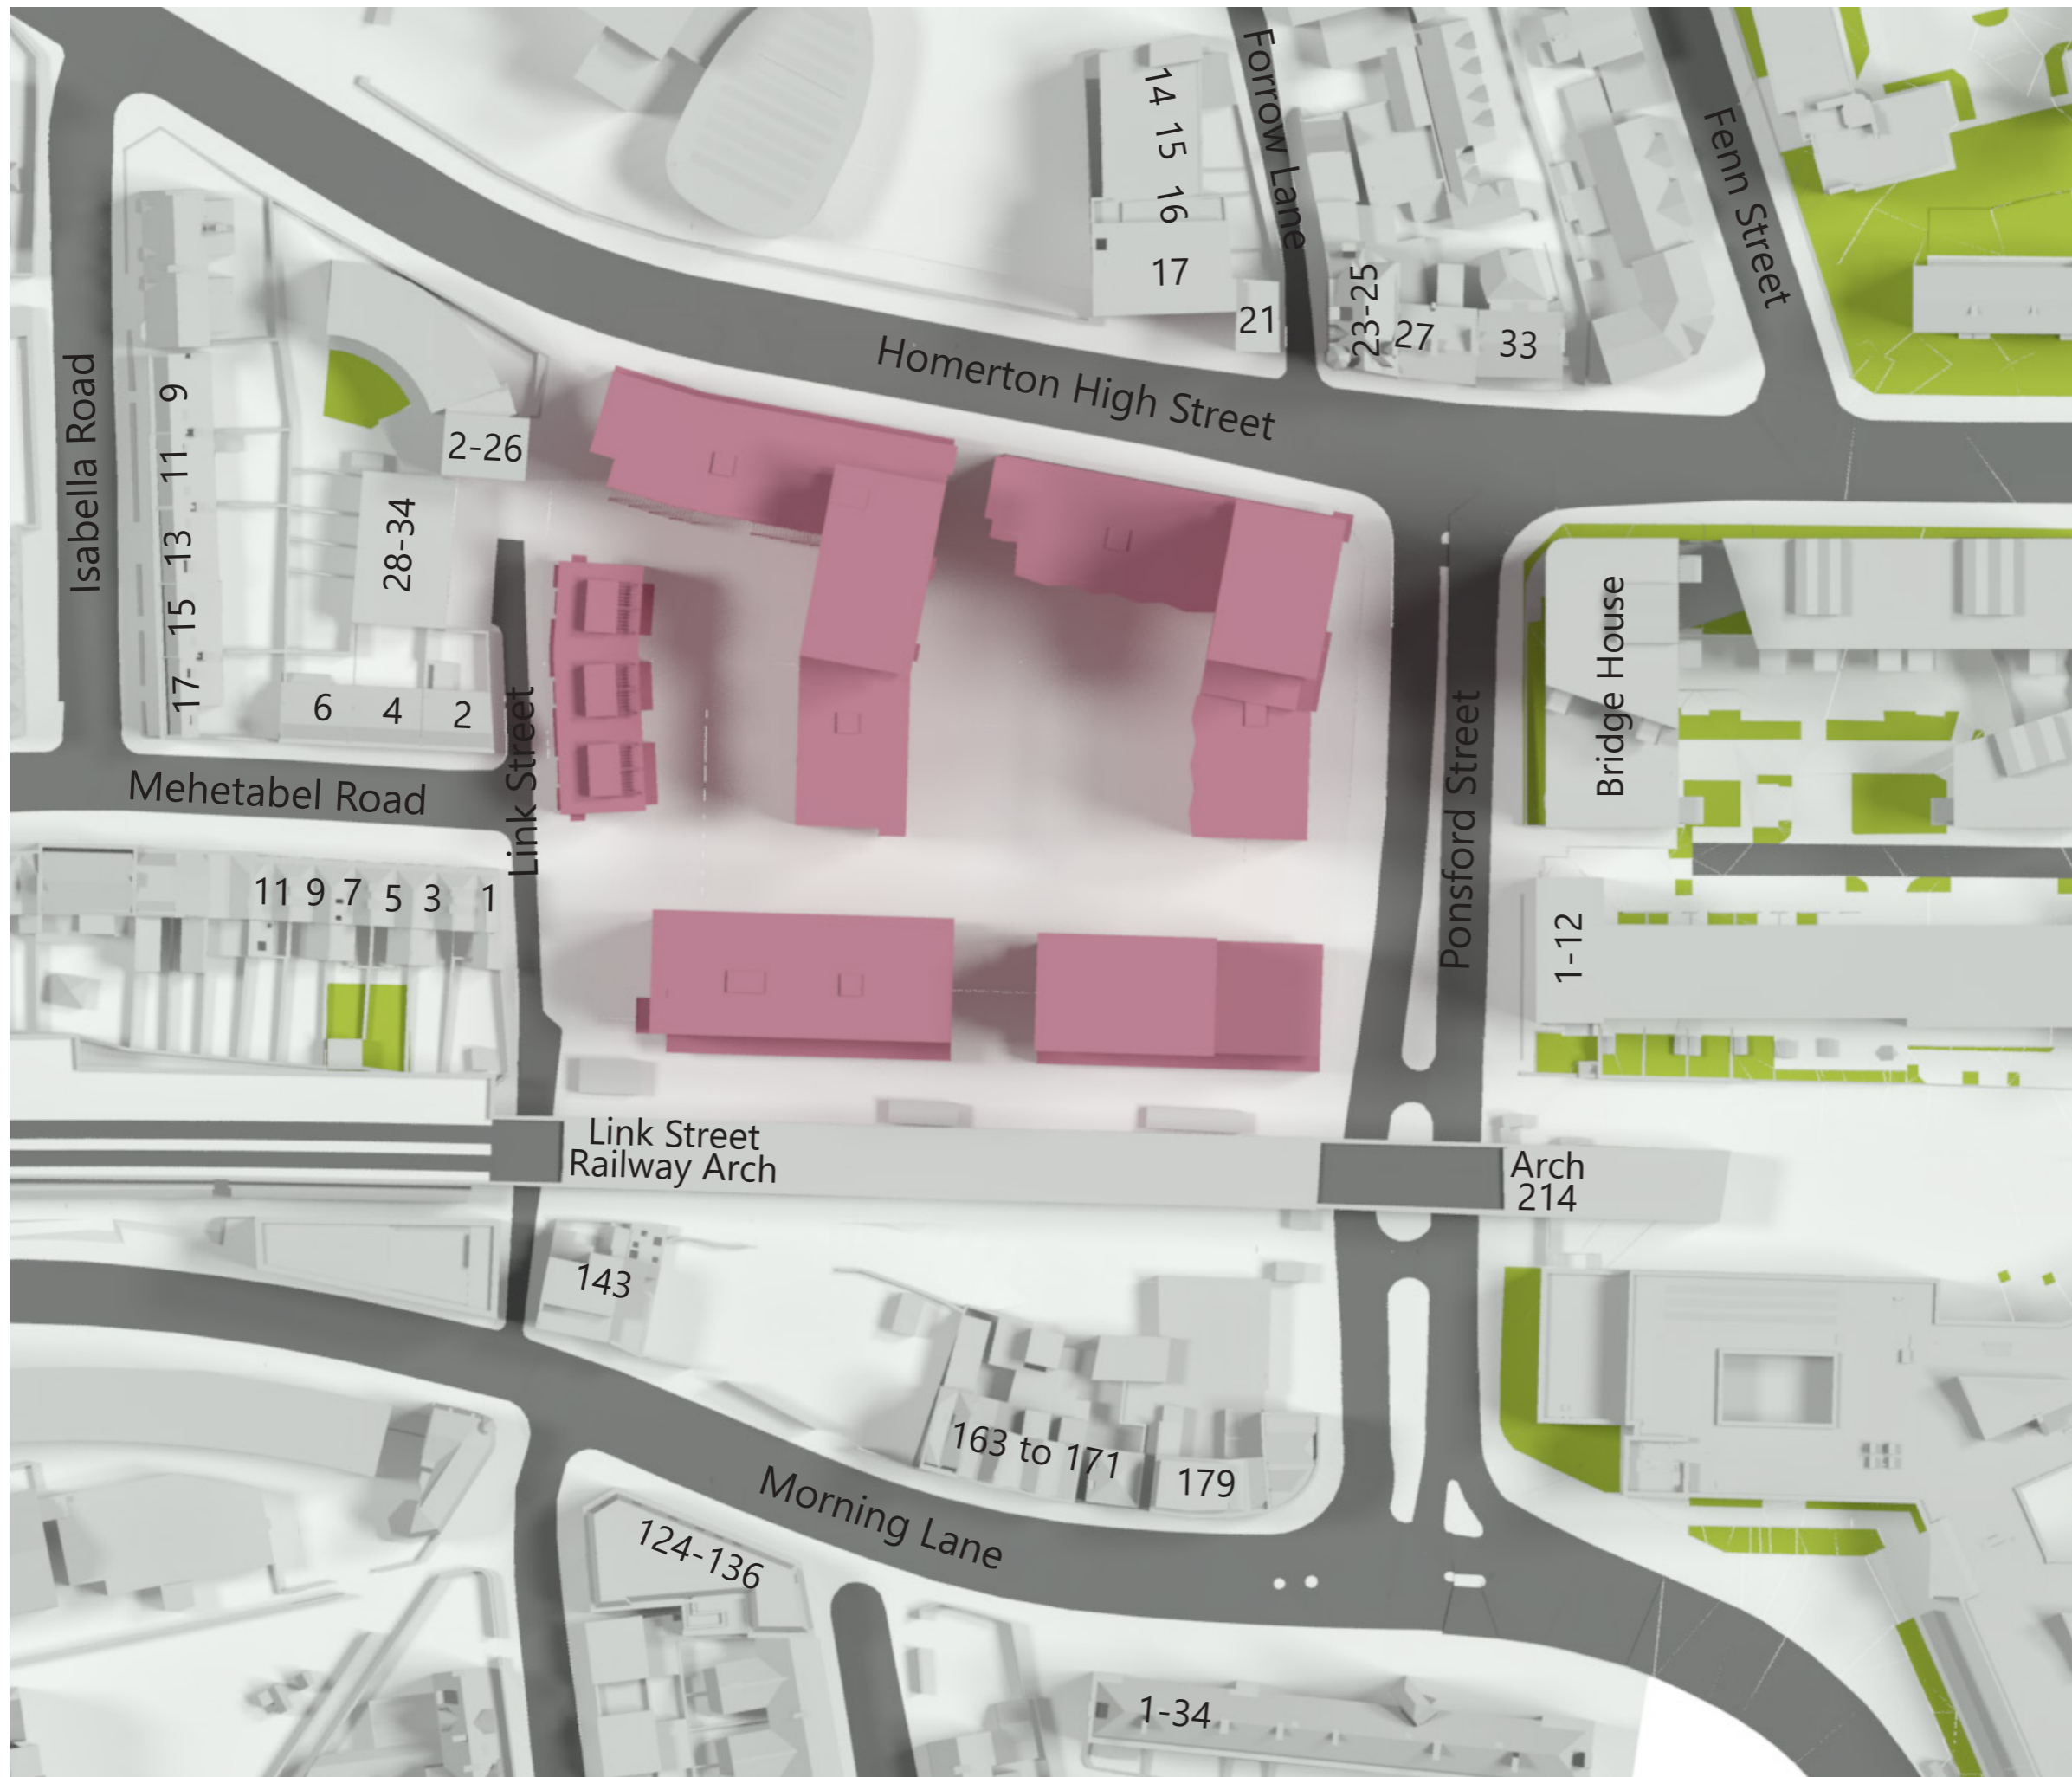 14
15
16
17
21
Forrow Lane
Fenn Street
23-25
27
33
Homerton High Street
Isabella Road
9
11
13
15
17
2-26
28-34
6
4
2
Link Street
Mehetabel Road
11
9
7
5
3
1
Ponsford Street
Bridge House
1-12
Link Street
Railway Arch
Arch
214
143
163 to 171
179
Morning Lane
124-136
1-34